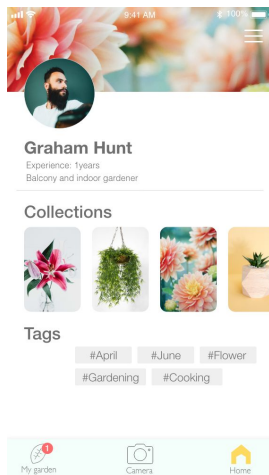 9:41 AM 100%
Graham Hunt
Experience: 1years
Balcony and indoor gardener
Collections
Tags
#April #June #Flower
#Gardening #Cooking
1
My garden Camera Home